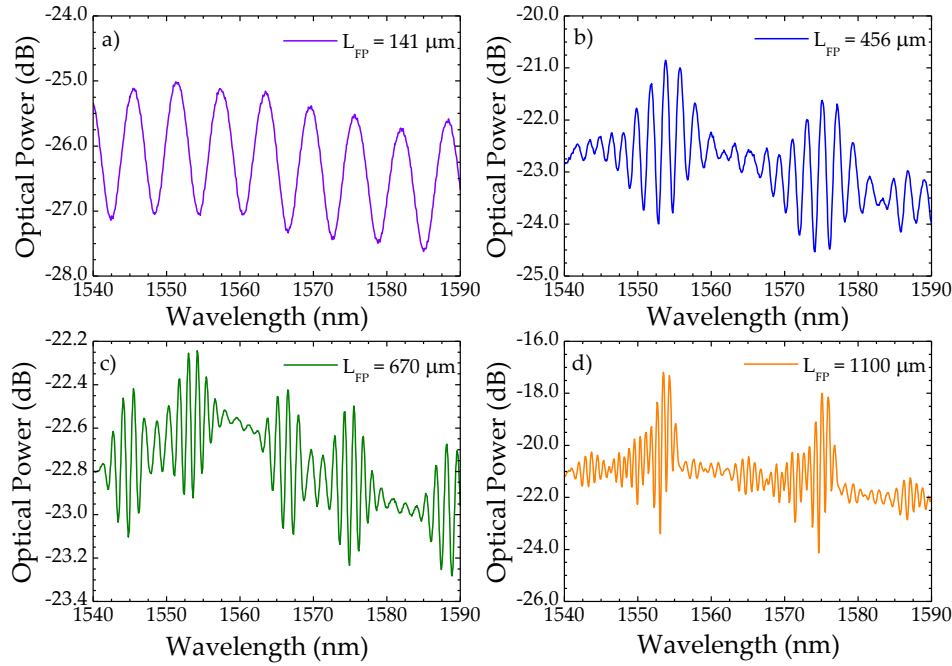 a)
L_FP = 141 μm
Optical Power (dB)
-24.0
-25.0
-26.0
-27.0
-28.0
1540 1550 1560 1570 1580 1590
Wavelength (nm)
b)
L_FP = 456 μm
Optical Power (dB)
-20.0
-21.0
-22.0
-23.0
-24.0
-25.0
1540 1550 1560 1570 1580 1590
Wavelength (nm)
c)
L_FP = 670 μm
Optical Power (dB)
-22.2
-22.4
-22.6
-22.8
-23.0
-23.2
-23.4
1540 1550 1560 1570 1580 1590
Wavelength (nm)
d)
L_FP = 1100 μm
Optical Power (dB)
-16.0
-18.0
-20.0
-22.0
-24.0
-26.0
1540 1550 1560 1570 1580 1590
Wavelength (nm)